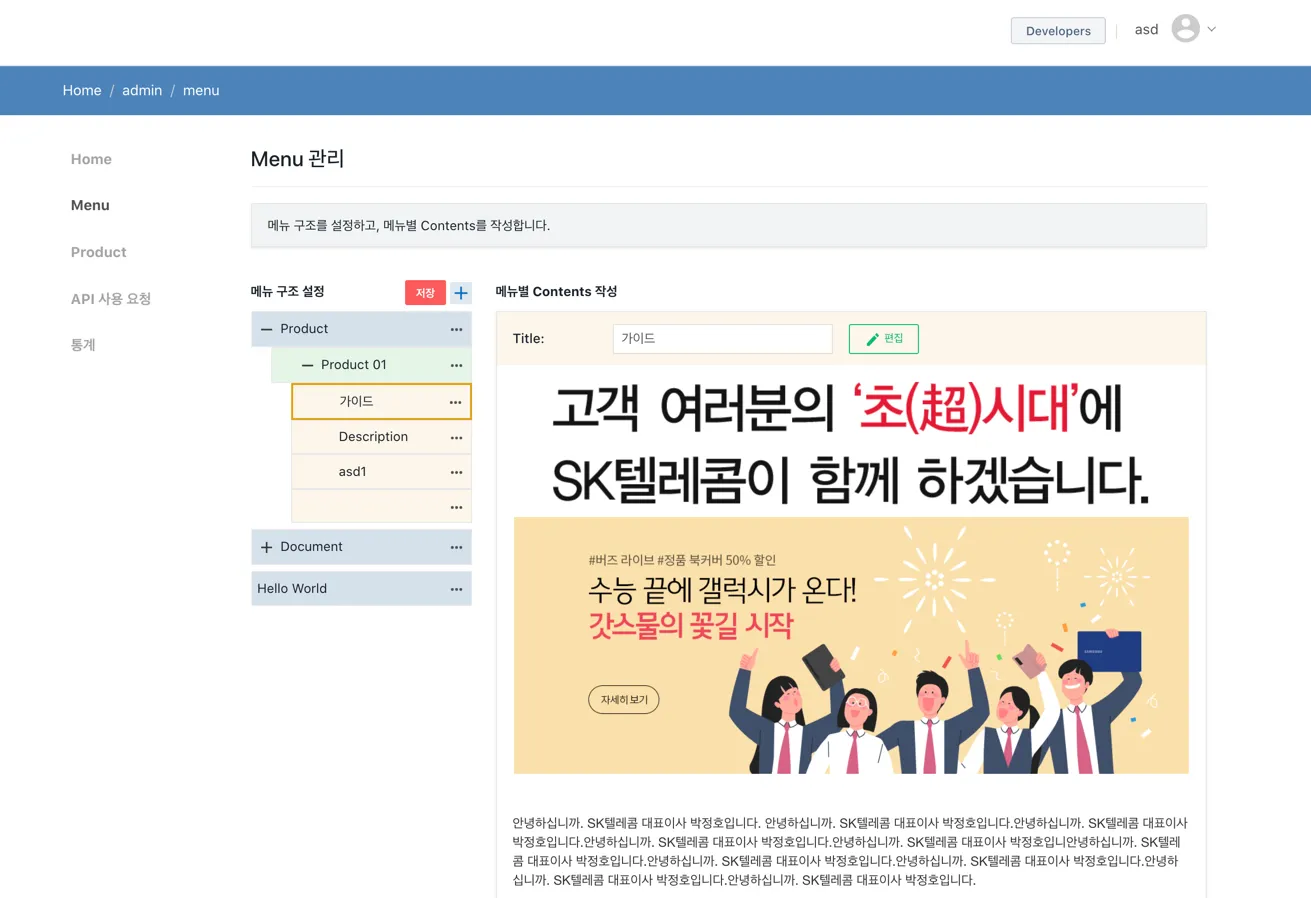 Developers
asd
Home / admin / menu
Home
Menu
Product
API 사용 요청
통계
Menu 관리
메뉴 구조를 설정하고, 메뉴별 Contents를 작성합니다.
메뉴 구조 설정
저장
Product
Product 01
가이드
Description
asd1
Document
Hello World
메뉴별 Contents 작성
Title:
가이드
편집
고객 여러분의 ‘초(超)시대’에
SK텔레콤이 함께 하겠습니다.
#버즈 라이브 #정품 북커버 50% 할인
수능 끝에 갤럭시가 온다!
갓스물의 꽃길 시작
자세히 보기
SAMSUNG
안녕하십니까. SK텔레콤 대표이사 박정호입니다. 안녕하십니까. SK텔레콤 대표이사 박정호입니다.안녕하십니까. SK텔레콤 대표이사
박정호입니다.안녕하십니까. SK텔레콤 대표이사 박정호입니다.안녕하십니까. SK텔레콤 대표이사 박정호입니안녕하십니까. SK텔레
콤 대표이사 박정호입니다.안녕하십니까. SK텔레콤 대표이사 박정호입니다.안녕하십니까. SK텔레콤 대표이사 박정호입니다.안녕하
십니까. SK텔레콤 대표이사 박정호입니다.안녕하십니까. SK텔레콤 대표이사 박정호입니다.